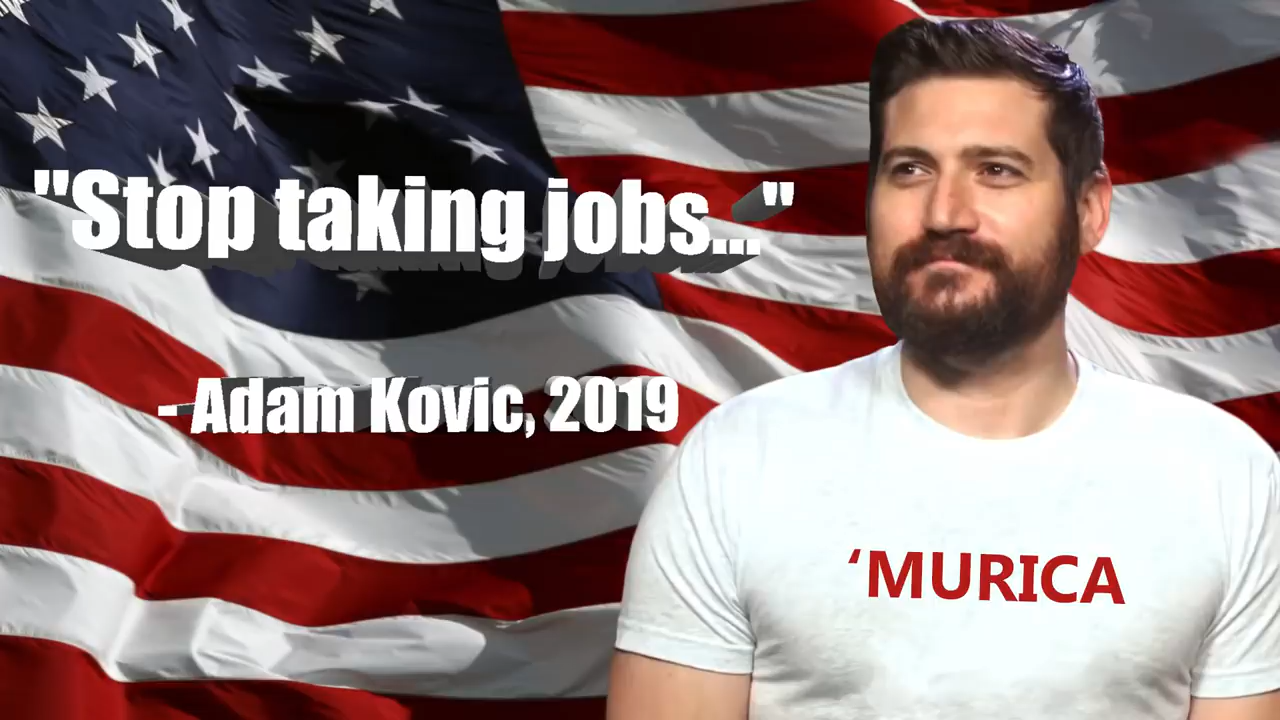 "Stop taking jobs..."
- Adam Kovic, 2019
‘MURICA